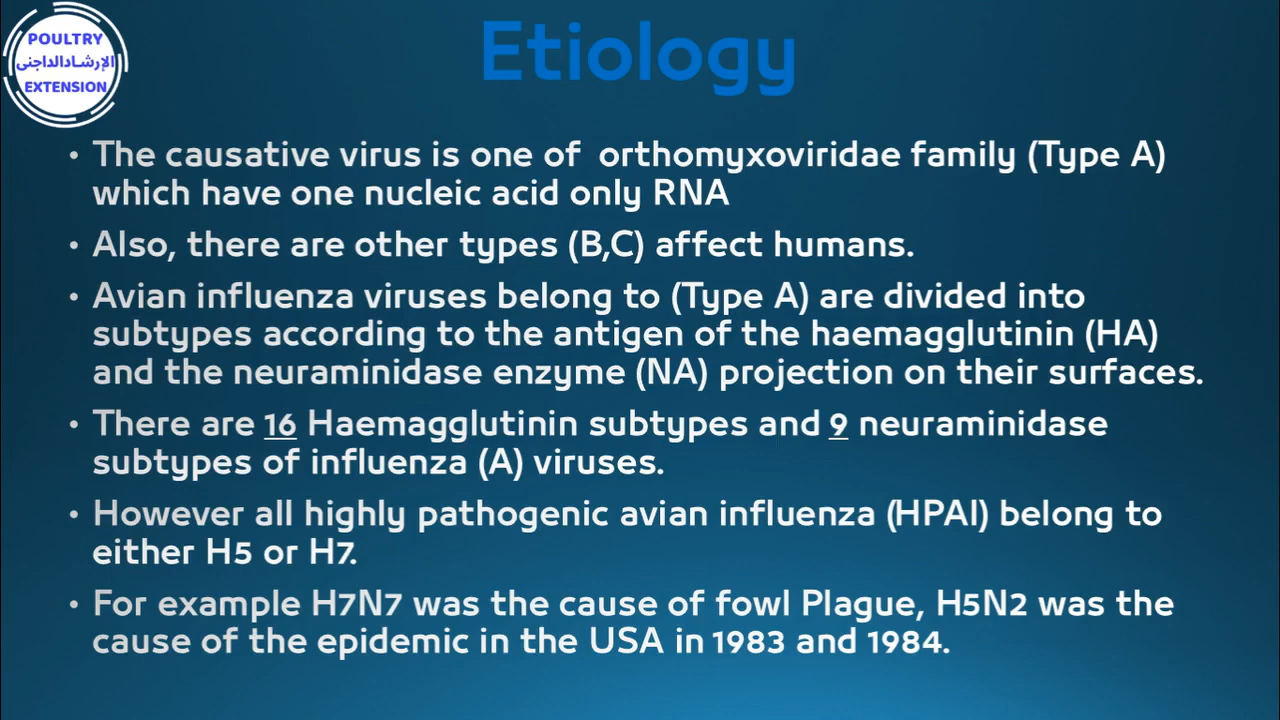 POULTRY
الإرشادالداجنى
EXTENSION
Etiology
• The causative virus is one of orthomyxoviridae family (Type A)
which have one nucleic acid only RNA
• Also, there are other types (B,C) affect humans.
• Avian influenza viruses belong to (Type A) are divided into
subtypes according to the antigen of the haemagglutinin (HA)
and the neuraminidase enzyme (NA) projection on their surfaces.
• There are 16 Haemagglutinin subtypes and 9 neuraminidase
subtypes of influenza (A) viruses.
• However all highly pathogenic avian influenza (HPAI) belong to
either H5 or H7.
• For example H7N7 was the cause of fowl Plague, H5N2 was the
cause of the epidemic in the USA in 1983 and 1984.